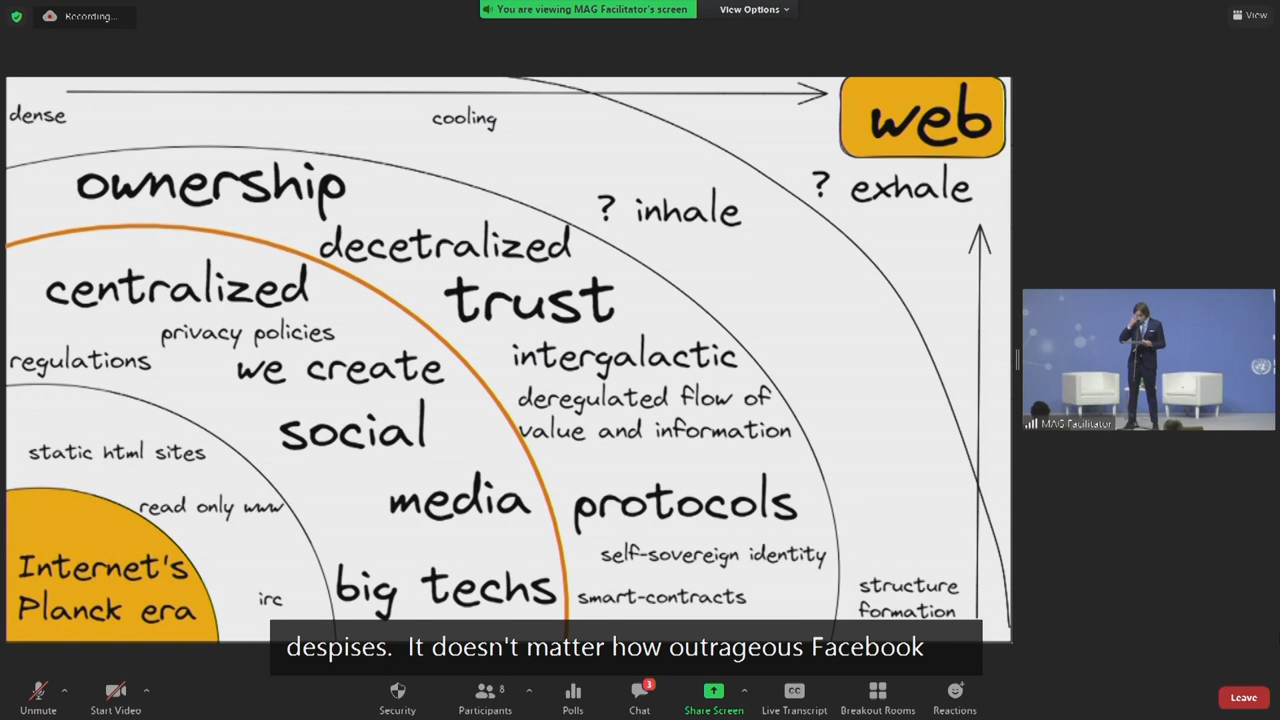 Recording...
You are viewing MAG Facilitator's screen
View Options
View
dense
cooling
web
ownership
? inhale
? exhale
decetralized
centralized
trust
privacy policies
regulations
we create
intergalactic
deregulated flow of
value and information
social
static html sites
media
protocols
read only www
self-sovereign identity
Internet's
Planck era
irc
big techs
smart-contracts
structure
formation
MAG Facilitator
despises. It doesn't matter how outrageous Facebook
Unmute
Start Video
Security
Participants
8
Polls
Chat
3
Share Screen
CC
Live Transcript
Breakout Rooms
Reactions
Leave